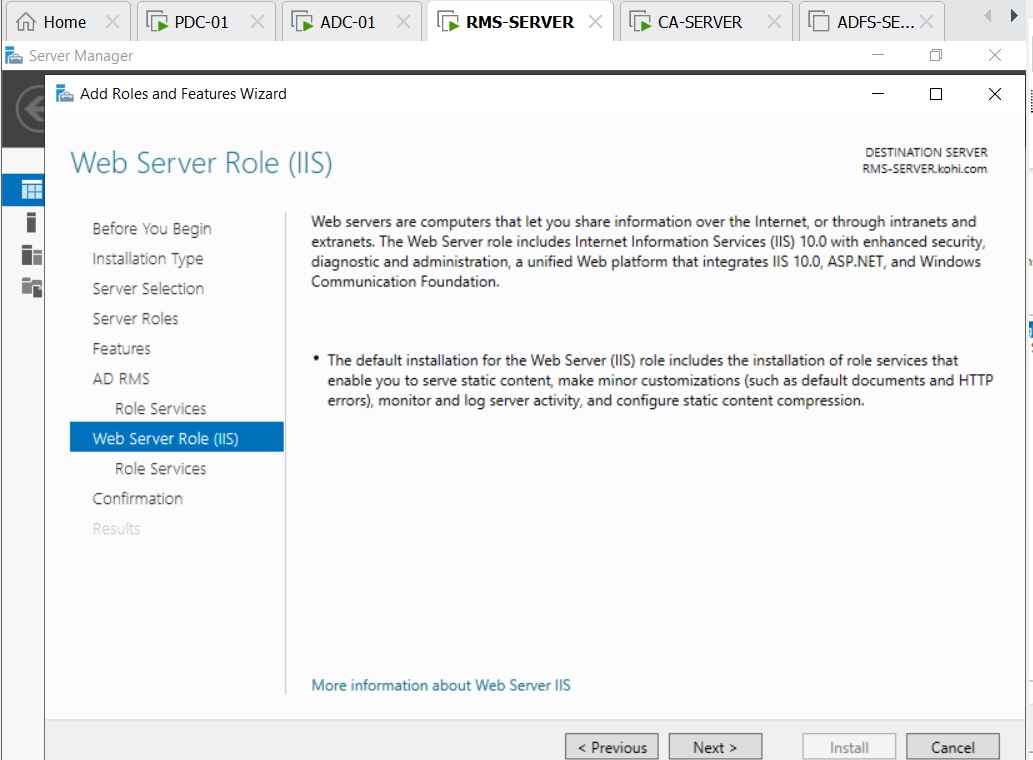 Home
PDC-01
ADC-01
RMS-SERVER
CA-SERVER
ADFS-SE...
Server Manager
Add Roles and Features Wizard
Web Server Role (IIS)
DESTINATION SERVER
RMS-SERVER.kohi.com
Before You Begin
Installation Type
Server Selection
Server Roles
Features
AD RMS
Role Services
Web Server Role (IIS)
Role Services
Confirmation
Results
Web servers are computers that let you share information over the Internet, or through intranets and
extranets. The Web Server role includes Internet Information Services (IIS) 10.0 with enhanced security,
diagnostic and administration, a unified Web platform that integrates IIS 10.0, ASP.NET, and Windows
Communication Foundation.
• The default installation for the Web Server (IIS) role includes the installation of role services that
enable you to serve static content, make minor customizations (such as default documents and HTTP
errors), monitor and log server activity, and configure static content compression.
More information about Web Server IIS
< Previous
Next >
Install
Cancel